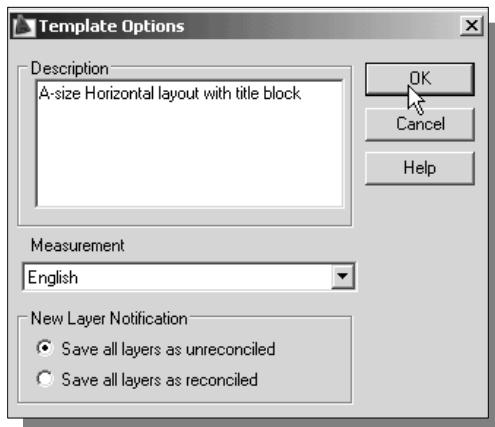 Template Options
Description
A-size Horizontal layout with title block
OK
Cancel
Help
Measurement
English
New Layer Notification
Save all layers as unreconciled
Save all layers as reconciled